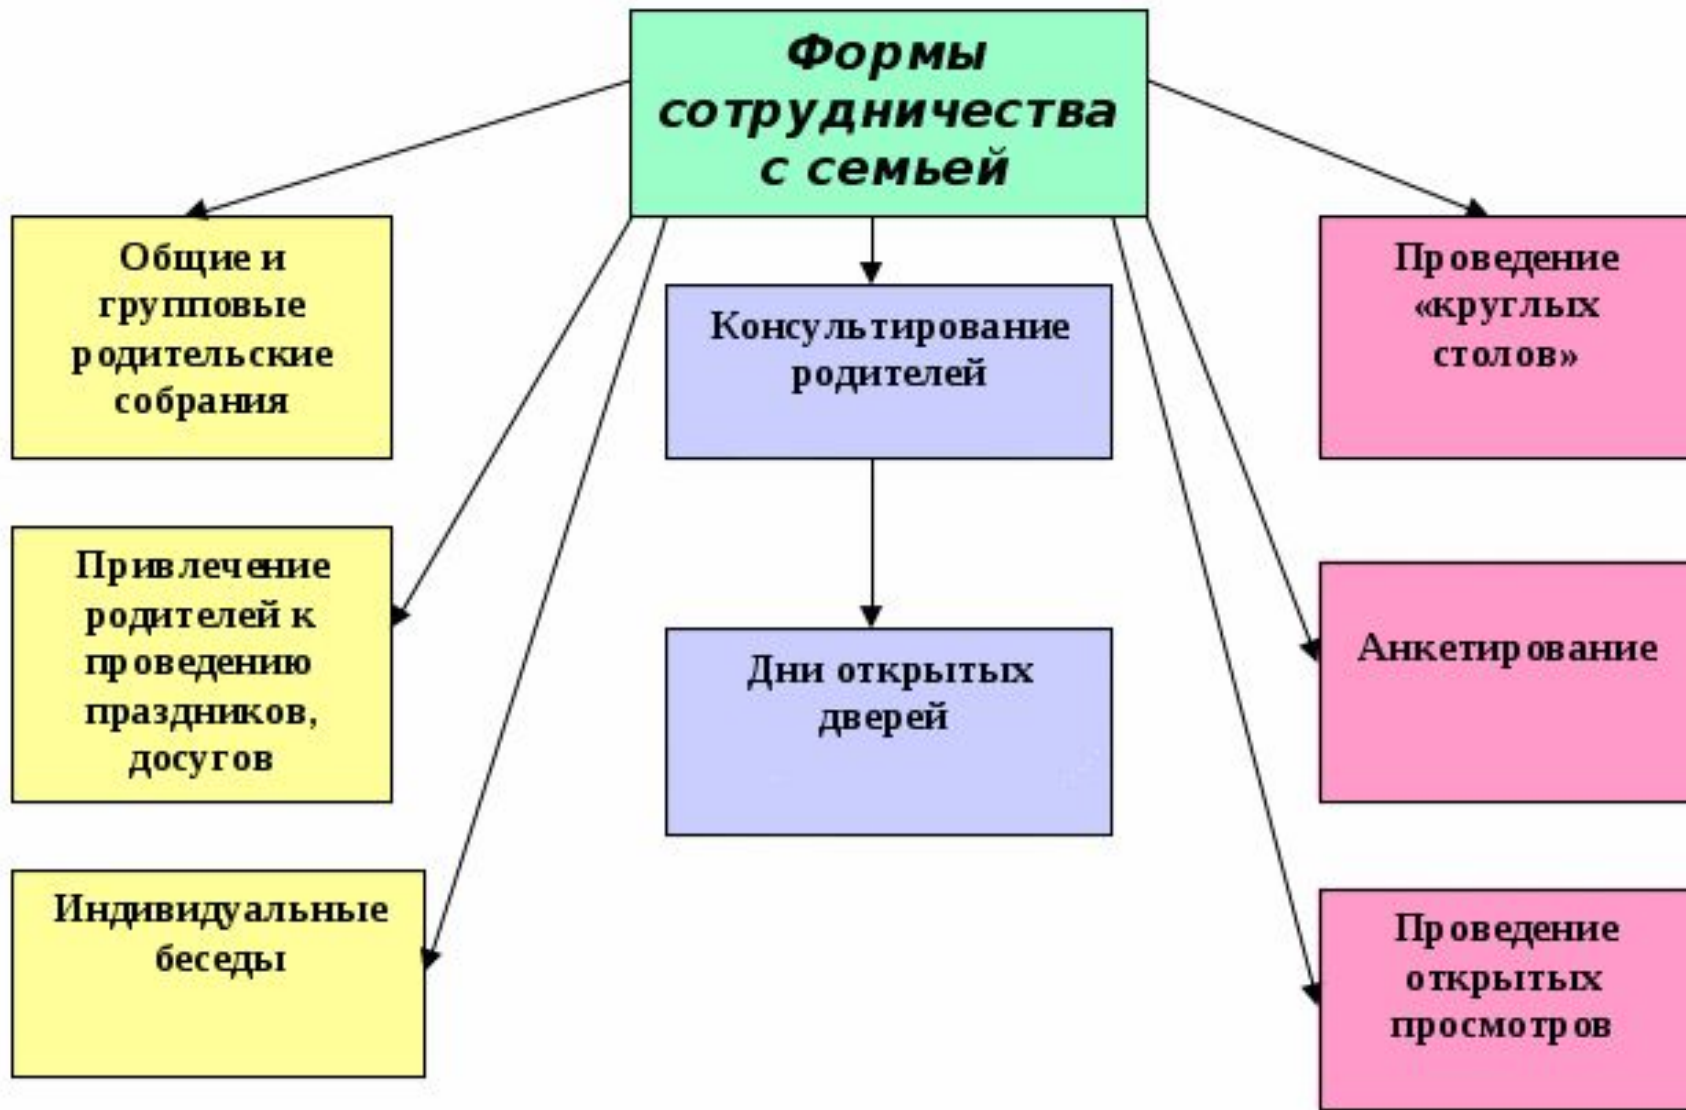 Формы
сотрудничества
с семьей
Общие и
групповые
родительские
собрания
Консультирование
родителей
Проведение
«круглых
столов»
Привлечение
родителей к
проведению
праздников,
досугов
Дни открытых
дверей
Анкетирование
Индивидуальные
беседы
Проведение
открытых
просмотров